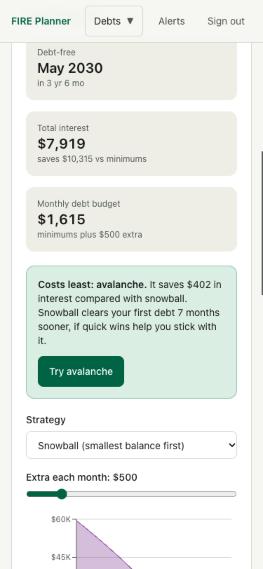 FIRE Planner Debts ▼ Alerts Sign out
Debt-free
May 2030
in 3 yr 6 mo
Total interest
$7,919
saves $10,315 vs minimums
Monthly debt budget
$1,615
minimums plus $500 extra
Costs least: avalanche. It saves $402 in
interest compared with snowball.
Snowball clears your first debt 7 months
sooner, if quick wins help you stick with
it.
Try avalanche
Strategy
Snowball (smallest balance first)
Extra each month: $500
$60K
$45K